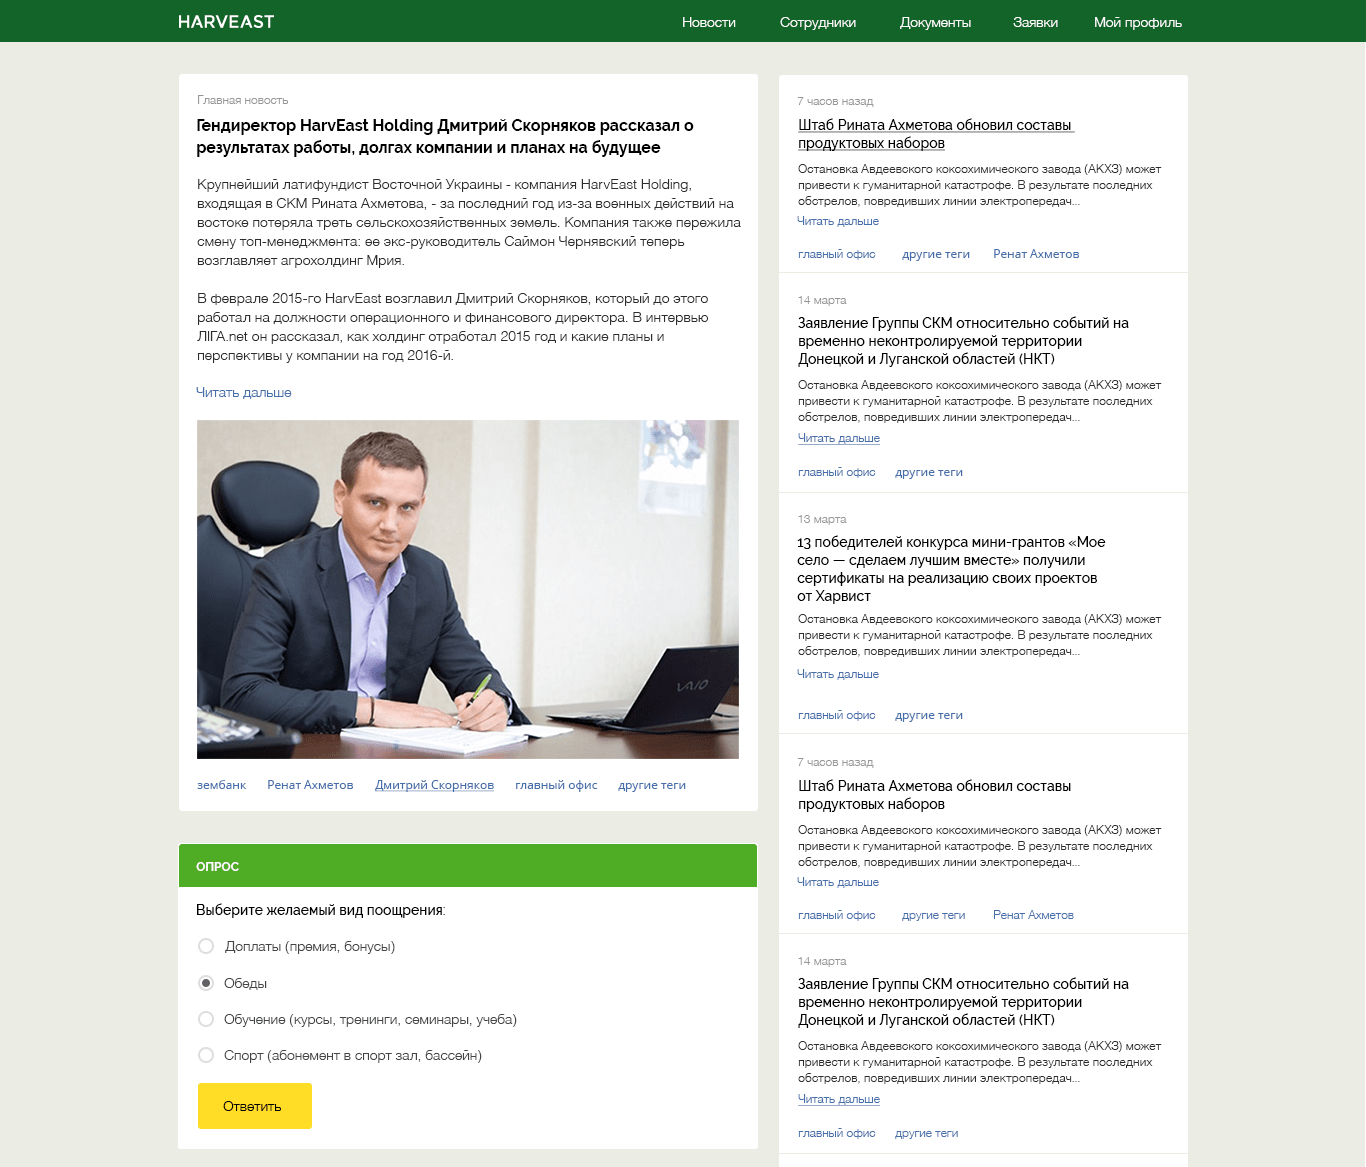 HARVEAST
Новости Сотрудники Документы Заявки Мой профиль
Главная новость
Гендиректор HarvEast Holding Дмитрий Скорняков рассказал о
результатах работы, долгах компании и планах на будущее
Крупнейший латифундист Восточной Украины - компания HarvEast Holding,
входящая в СКМ Рината Ахметова, - за последний год из-за военных действий на
востоке потеряла треть сельскохозяйственных земель. Компания также пережила
смену топ-менеджмента: ее экс-руководитель Саймон Чернявский теперь
возглавляет агрохолдинг Мрия.
В феврале 2015-го HarvEast возглавил Дмитрий Скорняков, который до этого
работал на должности операционного и финансового директора. В интервью
ЛІГА.net он рассказал, как холдинг отработал 2015 год и какие планы и
перспективы у компании на год 2016-й.
Читать дальше
VAIO
зембанк Ренат Ахметов Дмитрий Скорняков главный офис другие теги
ОПРОС
Выберите желаемый вид поощрения:
Доплаты (премия, бонусы)
Обеды
Обучение (курсы, тренинги, семинары, учеба)
Спорт (абонемент в спорт зал, бассейн)
Ответить
7 часов назад
Штаб Рината Ахметова обновил составы
продуктовых наборов
Остановка Авдеевского коксохимического завода (АКХЗ) может
привести к гуманитарной катастрофе. В результате последних
обстрелов, повредивших линии электропередач...
Читать дальше
главный офис другие теги Ренат Ахметов
14 марта
Заявление Группы СКМ относительно событий на
временно неконтролируемой территории
Донецкой и Луганской областей (НКТ)
Остановка Авдеевского коксохимического завода (АКХЗ) может
привести к гуманитарной катастрофе. В результате последних
обстрелов, повредивших линии электропередач...
Читать дальше
главный офис другие теги
13 марта
13 победителей конкурса мини-грантов «Мое
село — сделаем лучшим вместе» получили
сертификаты на реализацию своих проектов
от Харвист
Остановка Авдеевского коксохимического завода (АКХЗ) может
привести к гуманитарной катастрофе. В результате последних
обстрелов, повредивших линии электропередач...
Читать дальше
главный офис другие теги
7 часов назад
Штаб Рината Ахметова обновил составы
продуктовых наборов
Остановка Авдеевского коксохимического завода (АКХЗ) может
привести к гуманитарной катастрофе. В результате последних
обстрелов, повредивших линии электропередач...
Читать дальше
главный офис другие теги Ренат Ахметов
14 марта
Заявление Группы СКМ относительно событий на
временно неконтролируемой территории
Донецкой и Луганской областей (НКТ)
Остановка Авдеевского коксохимического завода (АКХЗ) может
привести к гуманитарной катастрофе. В результате последних
обстрелов, повредивших линии электропередач...
Читать дальше
главный офис другие теги